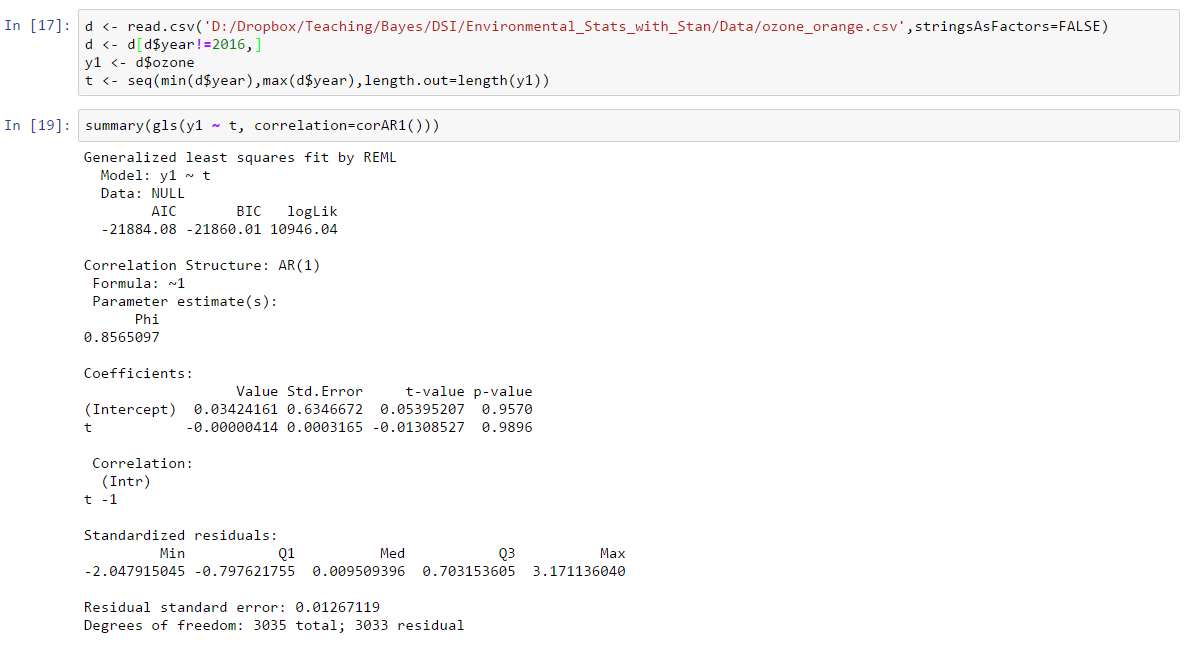 In [17]: d <- read.csv('D:/Dropbox/Teaching/Bayes/DSI/Environmental_Stats_with_Stan/Data/ozone_orange.csv',stringsAsFactors=FALSE)
d <- d[d$year!=2016,]
y1 <- d$ozone
t <- seq(min(d$year),max(d$year),length.out=length(y1))
In [19]: summary(gls(y1 ~ t, correlation=corAR1()))
Generalized least squares fit by REML
  Model: y1 ~ t
  Data: NULL
        AIC       BIC   logLik
  -21884.08 -21860.01 10946.04

Correlation Structure: AR(1)
 Formula: ~1
 Parameter estimate(s):
      Phi
0.8565097

Coefficients:
                  Value Std.Error     t-value p-value
(Intercept)  0.03424161 0.6346672  0.05395207  0.9570
t           -0.00000414 0.0003165 -0.01308527  0.9896

 Correlation:
  (Intr)
t -1

Standardized residuals:
         Min           Q1          Med           Q3          Max
-2.047915045 -0.797621755  0.009509396  0.703153605  3.171136040

Residual standard error: 0.01267119
Degrees of freedom: 3035 total; 3033 residual